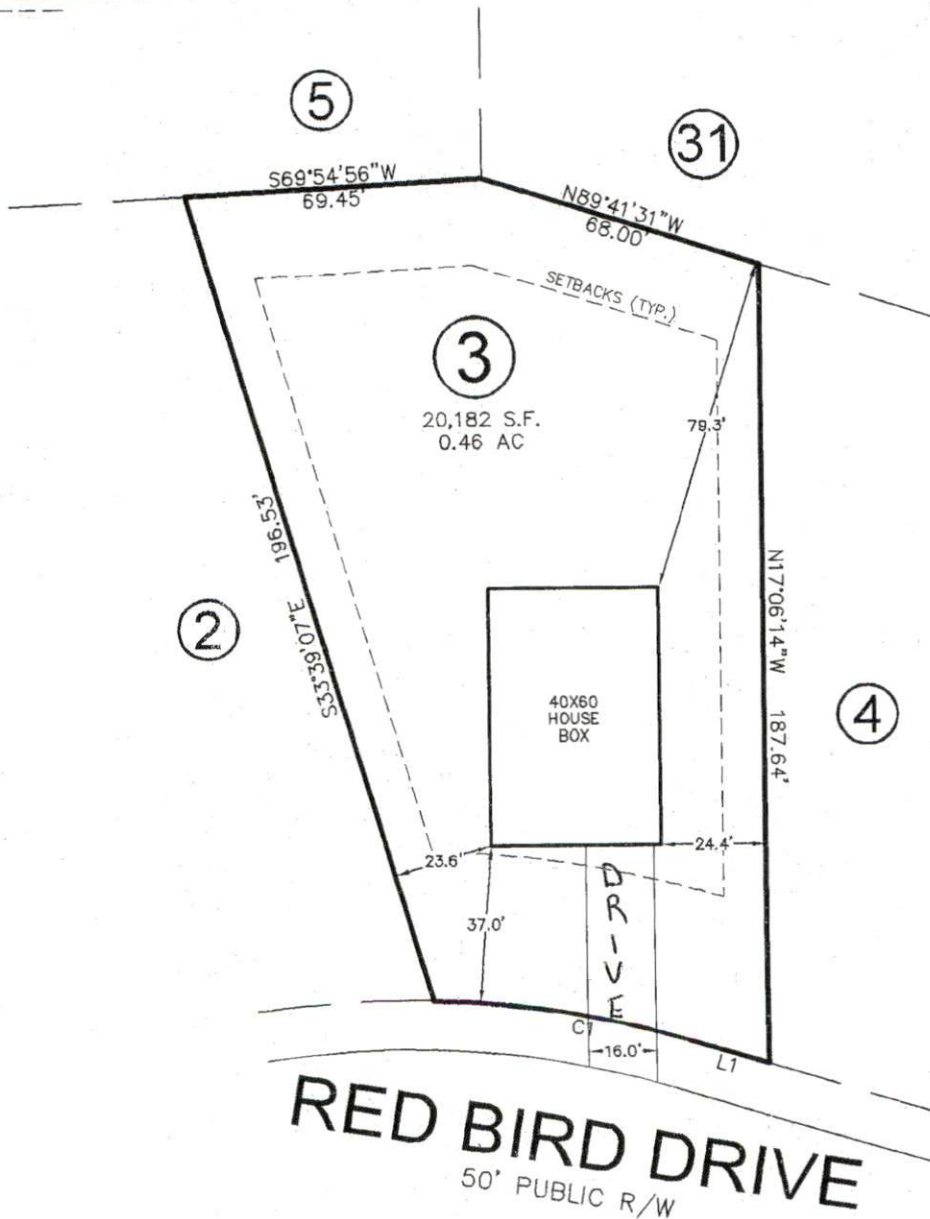 5
31
S69°54'56"W
69.45'
N89°41'31"W
68.00'
SETBACKS (TYP.)
3
20,182 S.F.
0.46 AC
79.3'
196.53'
S33°39'07"E
2
N17°06'14"W 187.64'
40X60
HOUSE
BOX
4
23.6'
24.4'
37.0'
DRIVE
C1
16.0'
L1
RED BIRD DRIVE
50' PUBLIC R/W